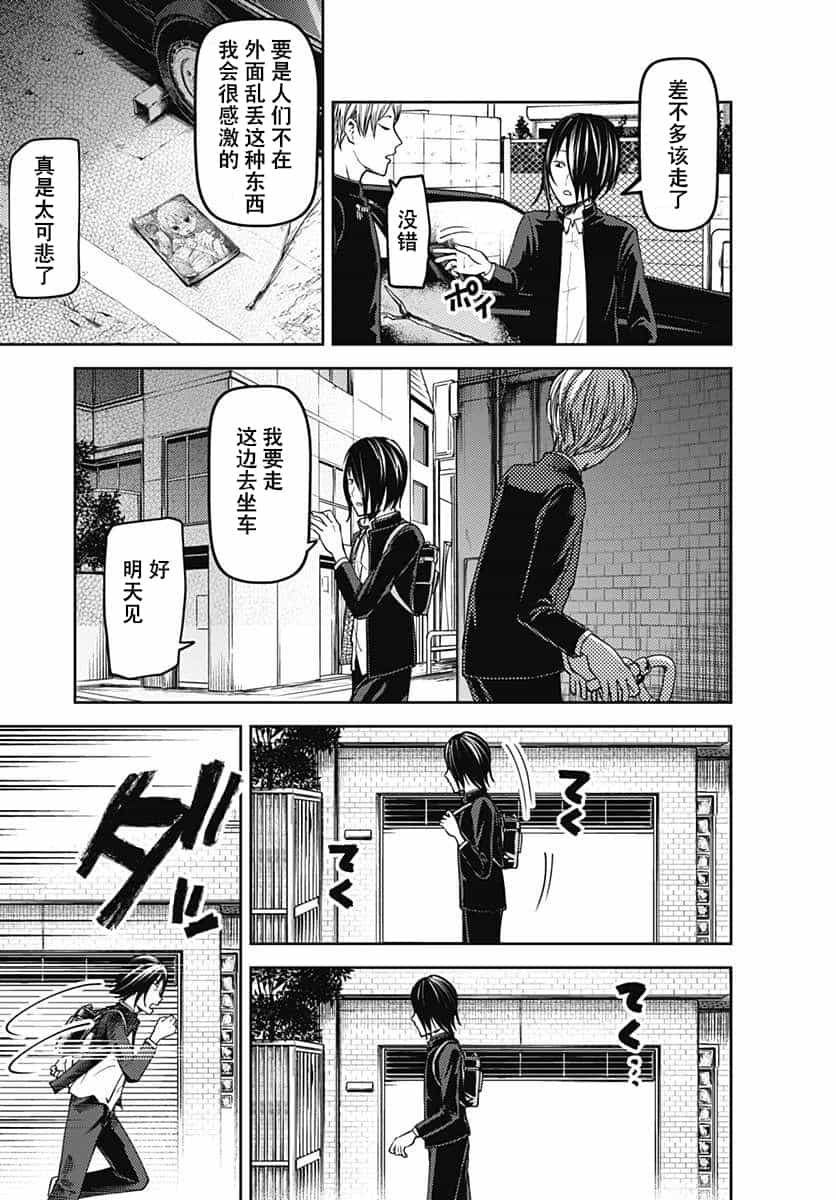 差不多该走了
没错
ポイ
要是人们不在
外面乱丢这种东西
我会很感激的
真是太可悲了
我要走
这边去坐车
好
明天见
てく
てく
てく…
ダッ